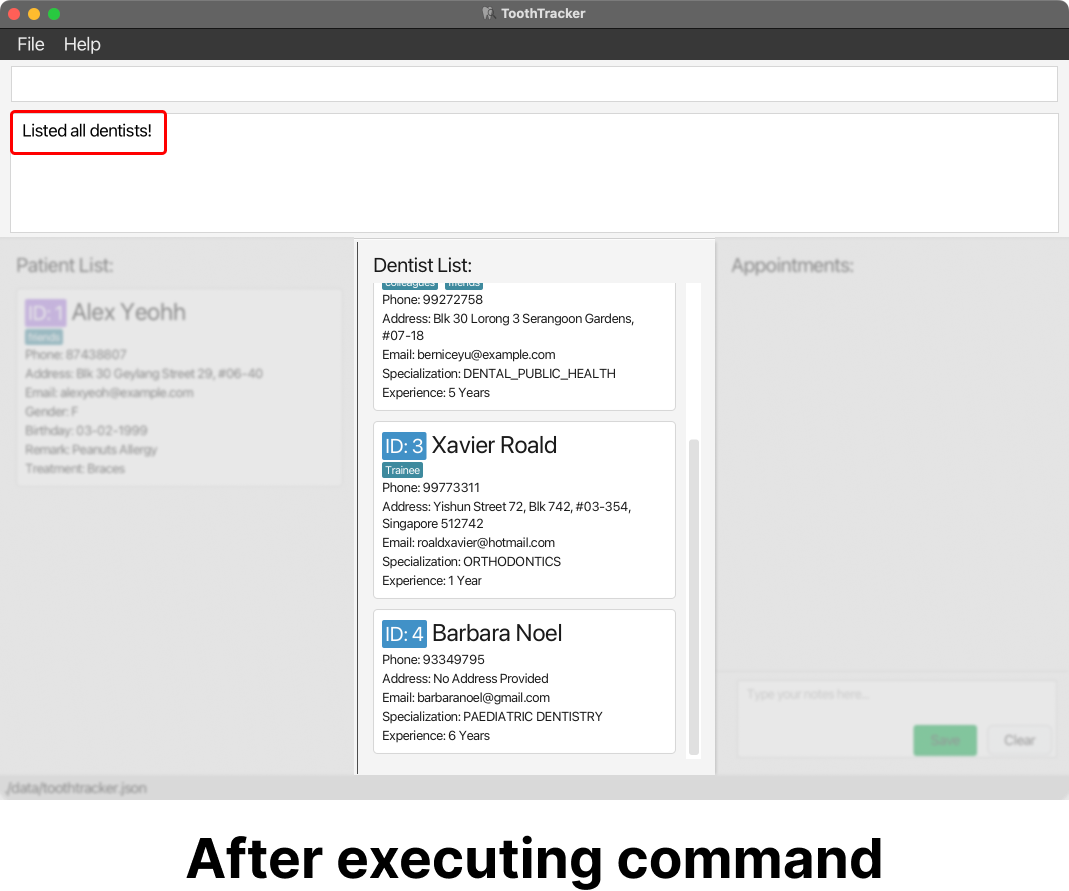 ToothTracker
File Help
Listed all dentists!
Patient List:
ID: 1 Alex Yeohh
friends
Phone: 87438807
Address: Blk 30 Geylang Street 29, #06-40
Email: alexyeoh@example.com
Gender: F
Birthday: 03-02-1999
Remark: Peanuts Allergy
Treatment: Braces
Dentist List:
colleagues friends
Phone: 99272758
Address: Blk 30 Lorong 3 Serangoon Gardens,
#07-18
Email: berniceyu@example.com
Specialization: DENTAL_PUBLIC_HEALTH
Experience: 5 Years
ID: 3 Xavier Roald
Trainee
Phone: 99773311
Address: Yishun Street 72, Blk 742, #03-354,
Singapore 512742
Email: roaldxavier@hotmail.com
Specialization: ORTHODONTICS
Experience: 1 Year
ID: 4 Barbara Noel
Phone: 93349795
Address: No Address Provided
Email: barbaranoel@gmail.com
Specialization: PAEDIATRIC DENTISTRY
Experience: 6 Years
Appointments:
Type your notes here...
Save Clear
./data/toothtracker.json
After executing command